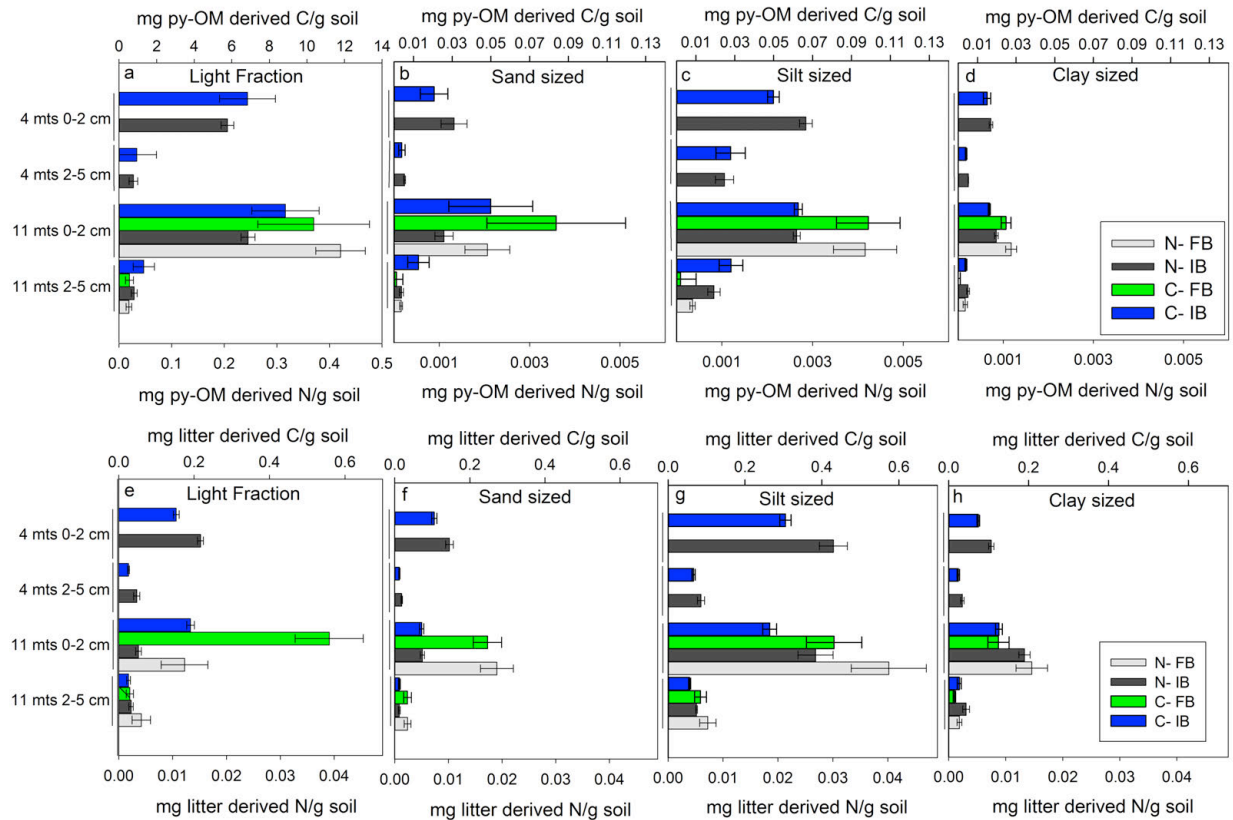 mg py-OM derived C/g soil mg py-OM derived C/g soil mg py-OM derived C/g soil mg py-OM derived C/g soil
0 2 4 6 8 10 12 14 0.01 0.03 0.05 0.07 0.09 0.11 0.13 0.01 0.03 0.05 0.07 0.09 0.11 0.13 0.01 0.03 0.05 0.07 0.09 0.11 0.13
a Light Fraction b Sand sized c Silt sized d Clay sized
4 mts 0-2 cm
4 mts 2-5 cm
11 mts 0-2 cm
11 mts 2-5 cm
N- FB
N- IB
C- FB
C- IB
0.0 0.1 0.2 0.3 0.4 0.5 0.001 0.003 0.005 0.001 0.003 0.005 0.001 0.003 0.005
mg py-OM derived N/g soil mg py-OM derived N/g soil mg py-OM derived N/g soil mg py-OM derived N/g soil
mg litter derived C/g soil mg litter derived C/g soil mg litter derived C/g soil mg litter derived C/g soil
0.0 0.2 0.4 0.6 0.0 0.2 0.4 0.6 0.0 0.2 0.4 0.6 0.0 0.2 0.4 0.6
e Light Fraction f Sand sized g Silt sized h Clay sized
4 mts 0-2 cm
4 mts 2-5 cm
11 mts 0-2 cm
11 mts 2-5 cm
N- FB
N- IB
C- FB
C- IB
0.00 0.01 0.02 0.03 0.04 0.00 0.01 0.02 0.03 0.04 0.00 0.01 0.02 0.03 0.04 0.00 0.01 0.02 0.03 0.04
mg litter derived N/g soil mg litter derived N/g soil mg litter derived N/g soil mg litter derived N/g soil